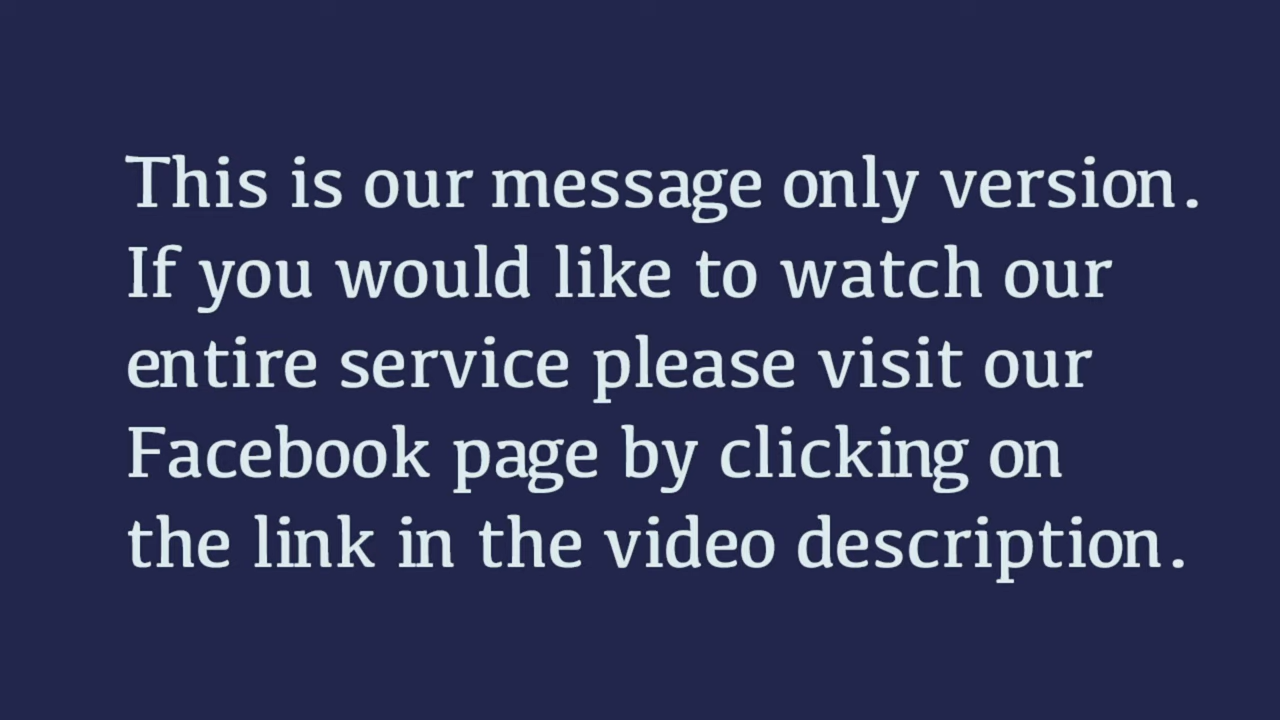 This is our message only version.
If you would like to watch our
entire service please visit our
Facebook page by clicking on
the link in the video description.